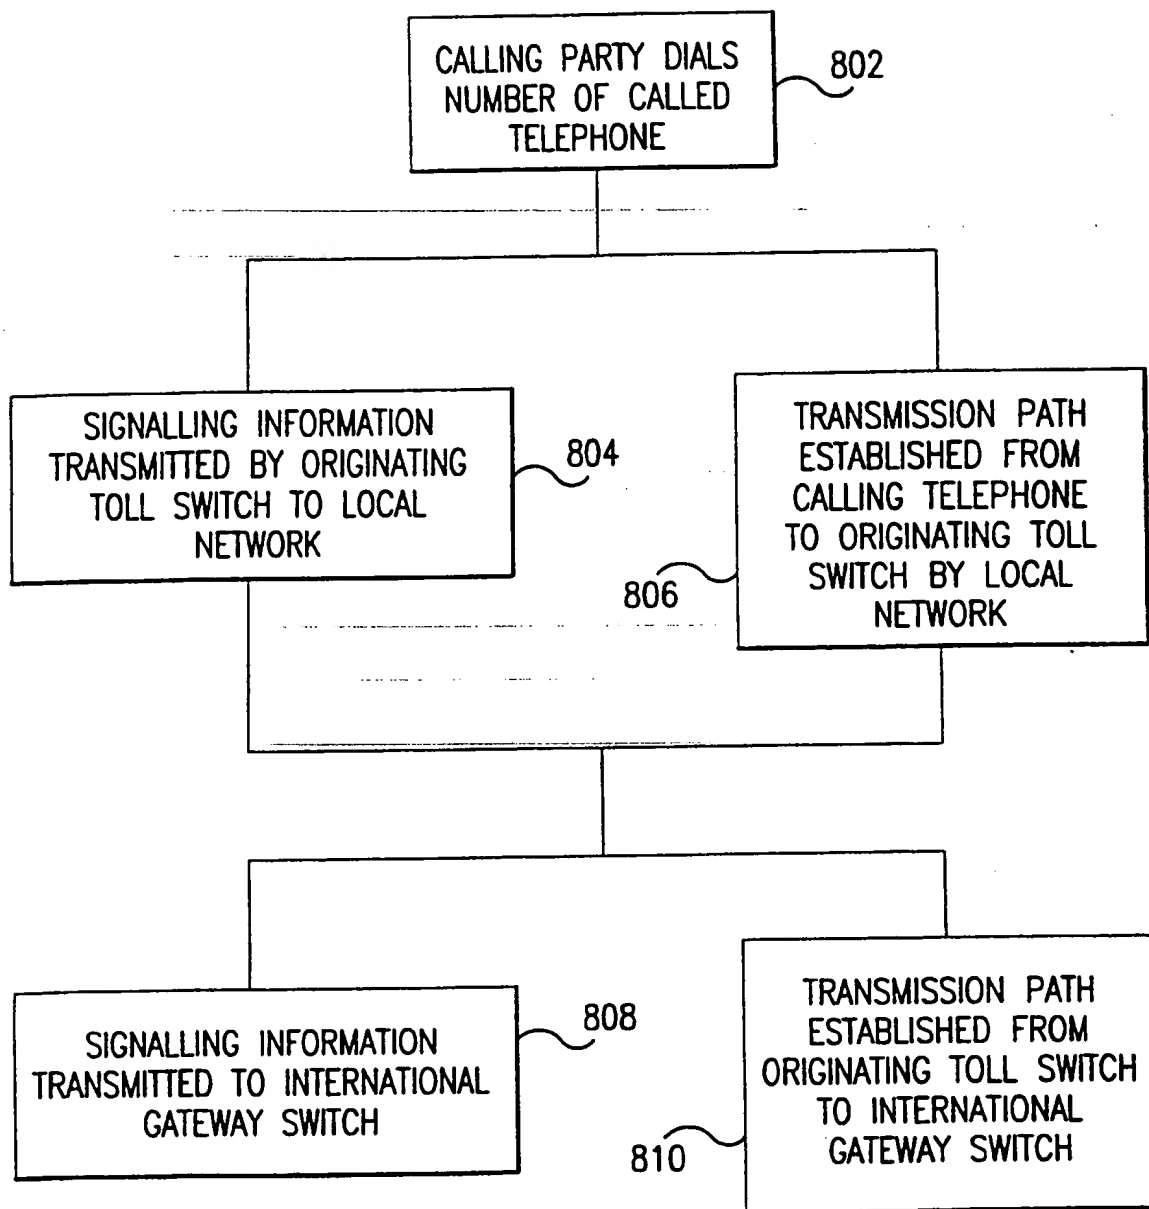 CALLING PARTY DIALS
NUMBER OF CALLED
TELEPHONE
802
SIGNALLING INFORMATION
TRANSMITTED BY ORIGINATING
TOLL SWITCH TO LOCAL
NETWORK
804
TRANSMISSION PATH
ESTABLISHED FROM
CALLING TELEPHONE
TO ORIGINATING TOLL
SWITCH BY LOCAL
NETWORK
806
SIGNALLING INFORMATION
TRANSMITTED TO INTERNATIONAL
GATEWAY SWITCH
808
TRANSMISSION PATH
ESTABLISHED FROM
ORIGINATING TOLL SWITCH
TO INTERNATIONAL
GATEWAY SWITCH
810